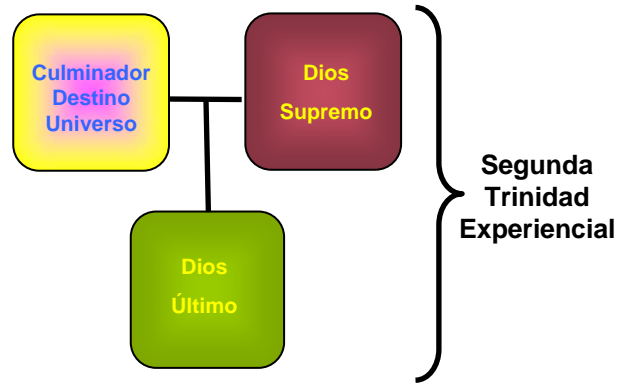 Culminador
Destino
Universo
Dios
Supremo
Segunda
Trinidad
Experiencial
Dios
Último